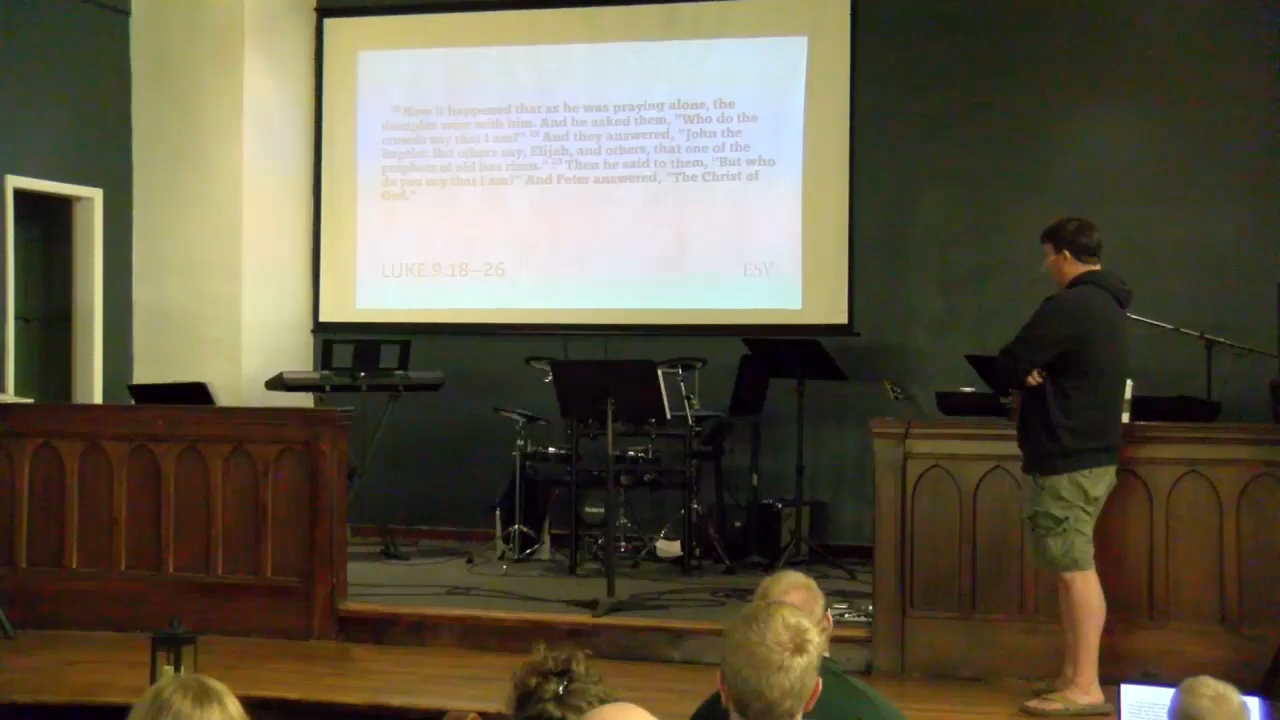 18 Now it happened that as he was praying alone, the
disciples were with him. And he asked them, "Who do the
crowds say that I am?" 19 And they answered, "John the
Baptist. But others say, Elijah, and others, that one of the
prophets of old has risen." 20 Then he said to them, "But who
do you say that I am?" And Peter answered, "The Christ of
God."
LUKE 9:18–26
ESV